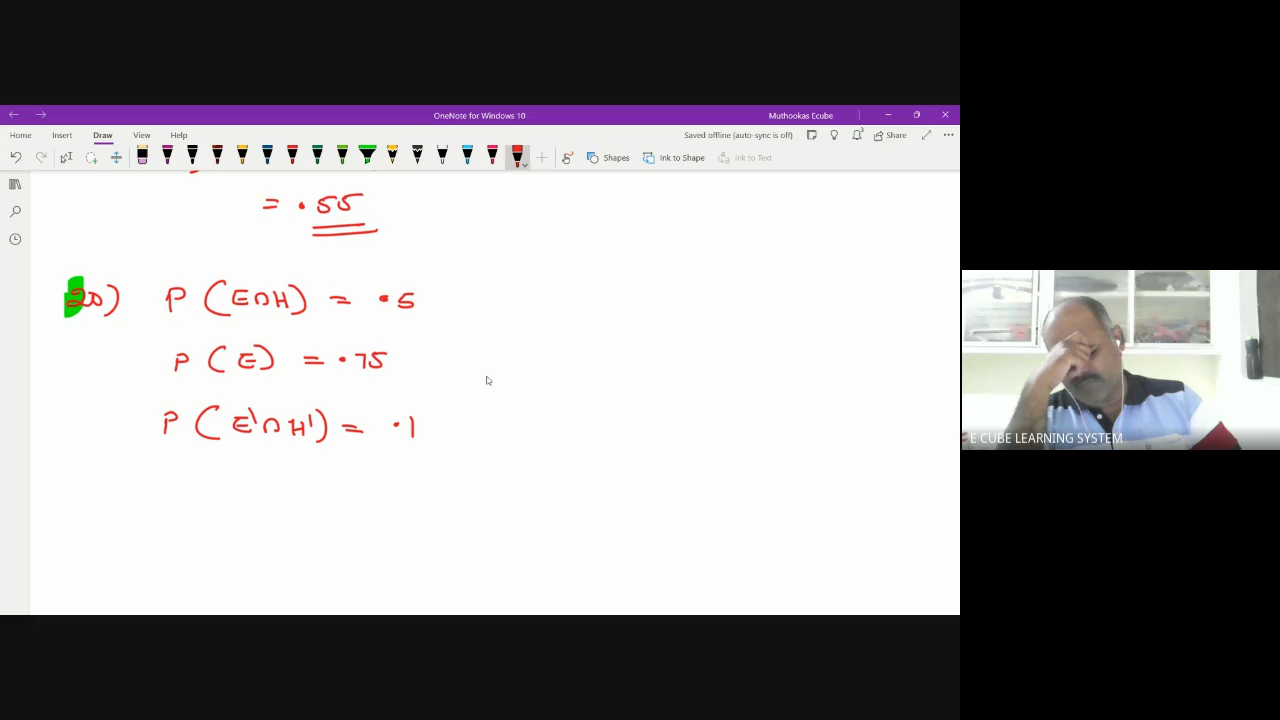 OneNote for Windows 10
Muthookas Ecube
Home Insert Draw View Help
Saved offline (auto-sync is off)
3
Share
Shapes
Ink to Shape
Ink to Text
= .55
20) P (E∩H) = .5
P (E) = .75
P (E'∩H') = .1
E CUBE LEARNING SYSTEM